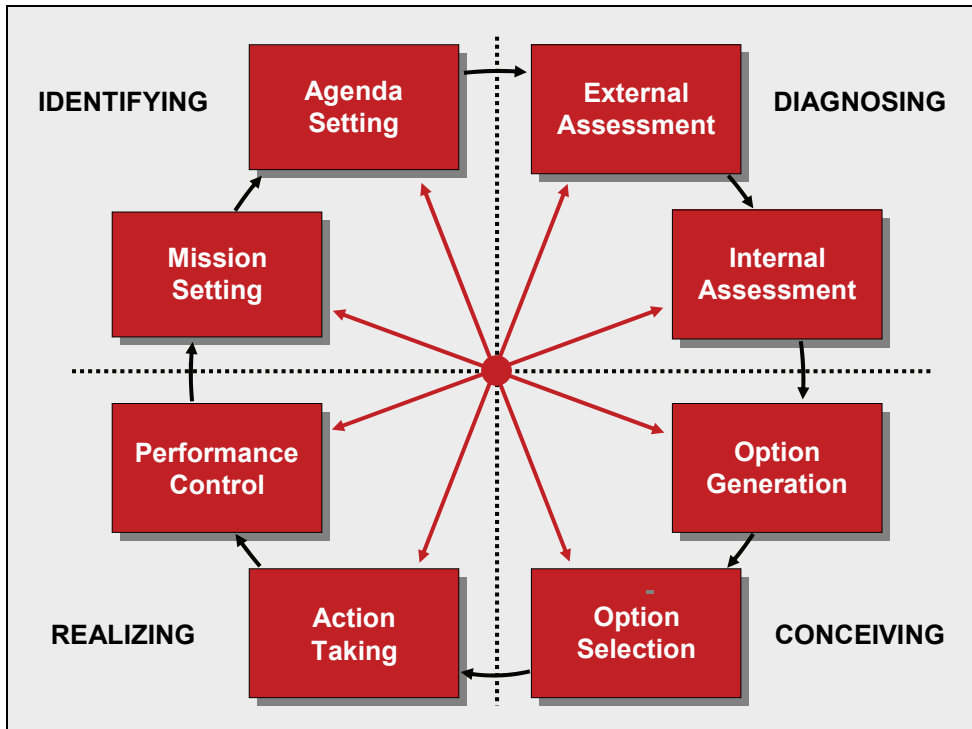 IDENTIFYING
Agenda
Setting
External
Assessment
DIAGNOSING
Mission
Setting
Internal
Assessment
Performance
Control
Option
Generation
REALIZING
Action
Taking
Option
Selection
CONCEIVING